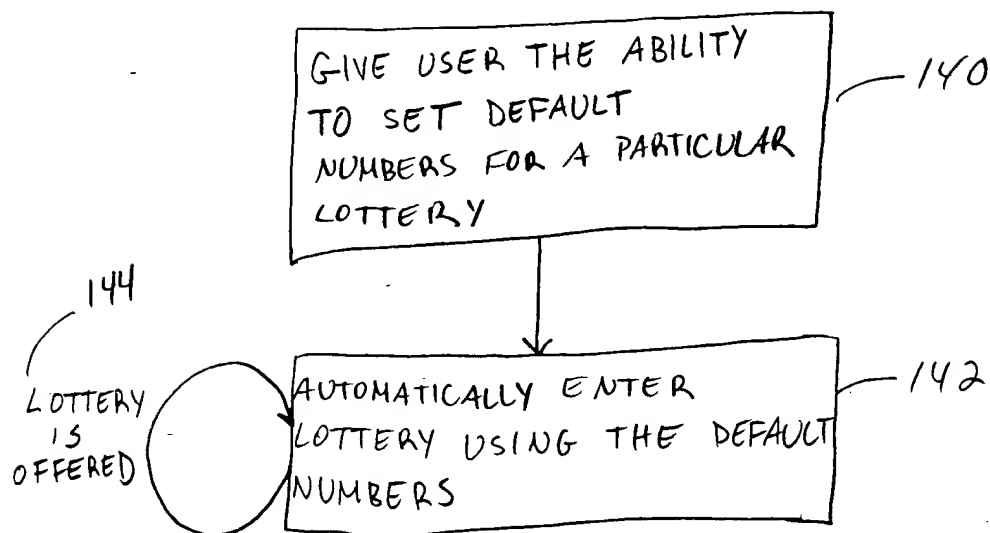 GIVE USER THE ABILITY
TO SET DEFAULT
NUMBERS FOR A PARTICULAR
LOTTERY
140
144
LOTTERY
IS
OFFERED
AUTOMATICALLY ENTER
LOTTERY USING THE DEFAULT
NUMBERS
142